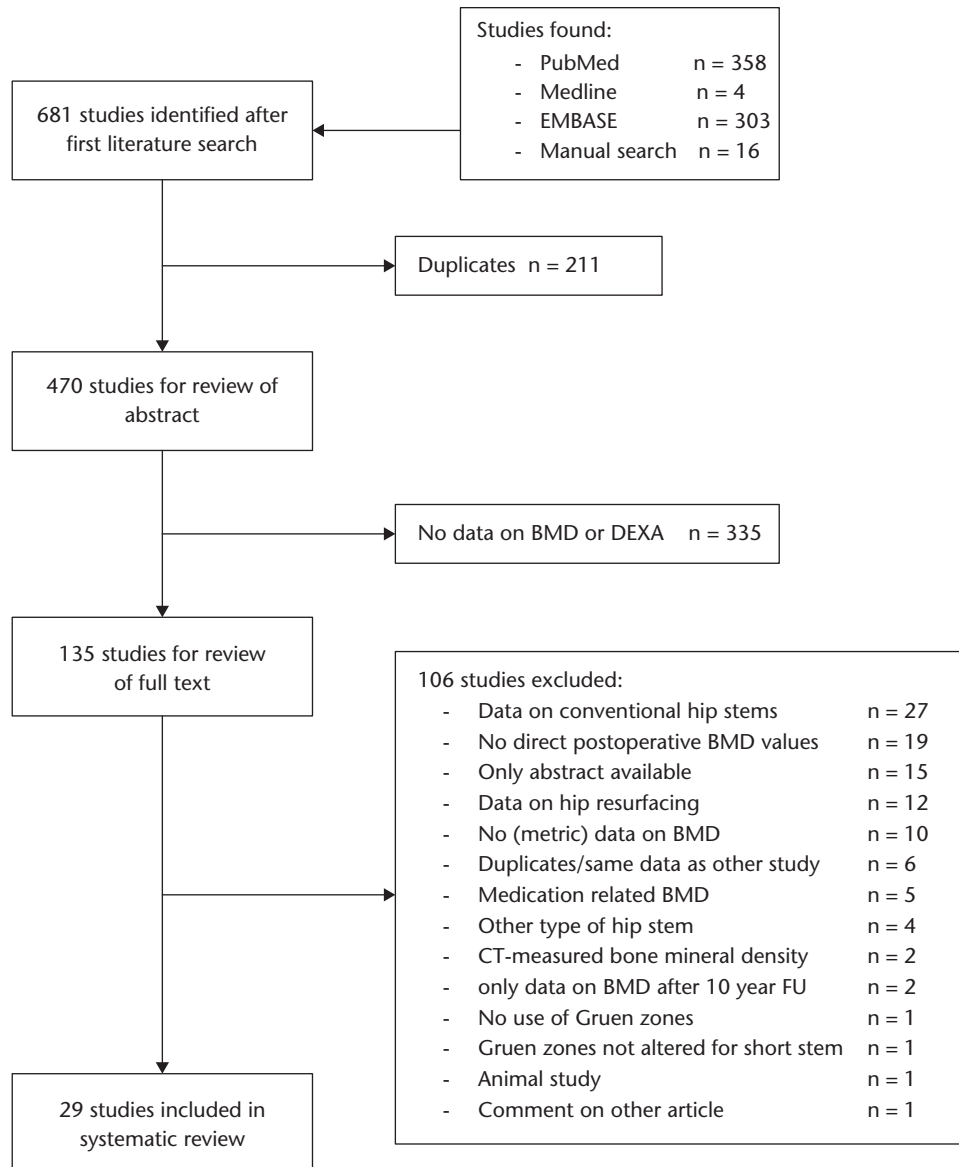 Studies found:
- PubMed n = 358
- Medline n = 4
- EMBASE n = 303
- Manual search n = 16
681 studies identified after
first literature search
Duplicates n = 211
470 studies for review of
abstract
No data on BMD or DEXA n = 335
135 studies for review
of full text
106 studies excluded:
- Data on conventional hip stems n = 27
- No direct postoperative BMD values n = 19
- Only abstract available n = 15
- Data on hip resurfacing n = 12
- No (metric) data on BMD n = 10
- Duplicates/same data as other study n = 6
- Medication related BMD n = 5
- Other type of hip stem n = 4
- CT-measured bone mineral density n = 2
- only data on BMD after 10 year FU n = 2
- No use of Gruen zones n = 1
- Gruen zones not altered for short stem n = 1
- Animal study n = 1
- Comment on other article n = 1
29 studies included in
systematic review